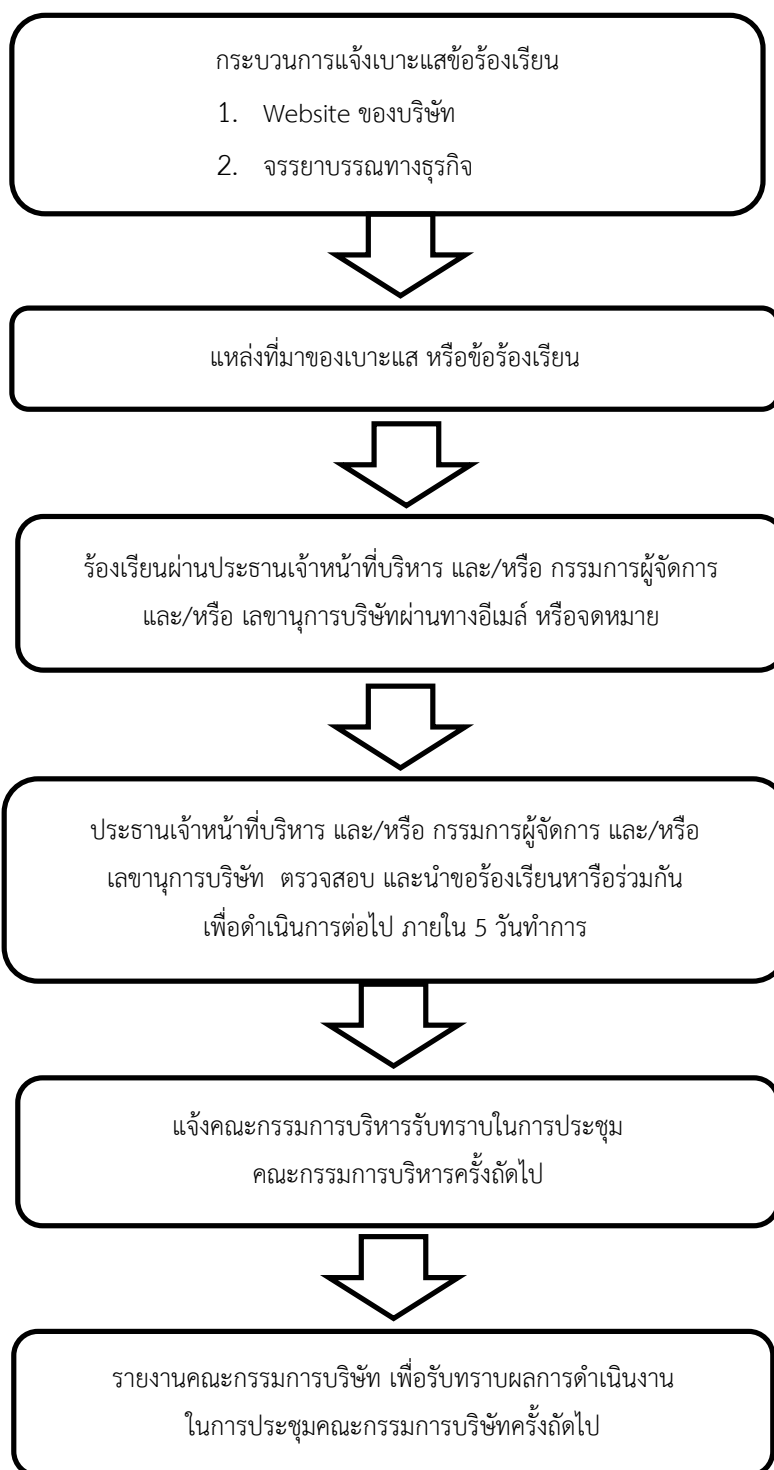 กระบวนการแจ้งเบาะแสข้อร้องเรียน
1. Website ของบริษัท
2. จรรยาบรรณทางธุรกิจ
แหล่งที่มาของเบาะแส หรือข้อร้องเรียน
ร้องเรียนผ่านประธานเจ้าหน้าที่บริหาร และ/หรือ กรรมการผู้จัดการ
และ/หรือ เลขานุการบริษัทผ่านทางอีเมล์ หรือจดหมาย
ประธานเจ้าหน้าที่บริหาร และ/หรือ กรรมการผู้จัดการ และ/หรือ
เลขานุการบริษัท ตรวจสอบ และนำขอร้องเรียนหารือร่วมกัน
เพื่อดำเนินการต่อไป ภายใน 5 วันทำการ
แจ้งคณะกรรมการบริหารรับทราบในการประชุม
คณะกรรมการบริหารครั้งถัดไป
รายงานคณะกรรมการบริษัท เพื่อรับทราบผลการดำเนินงาน
ในการประชุมคณะกรรมการบริษัทครั้งถัดไป